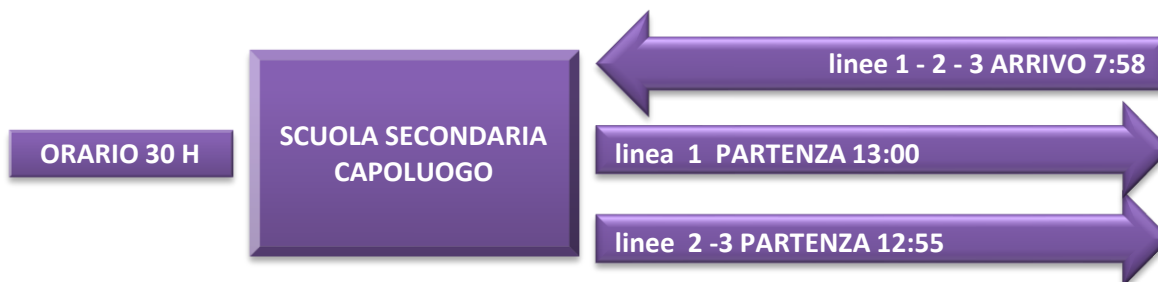 ORARIO 30 H
SCUOLA SECONDARIA
CAPOLUOGO
linee 1 - 2 - 3 ARRIVO 7:58
linea 1 PARTENZA 13:00
linee 2 -3 PARTENZA 12:55